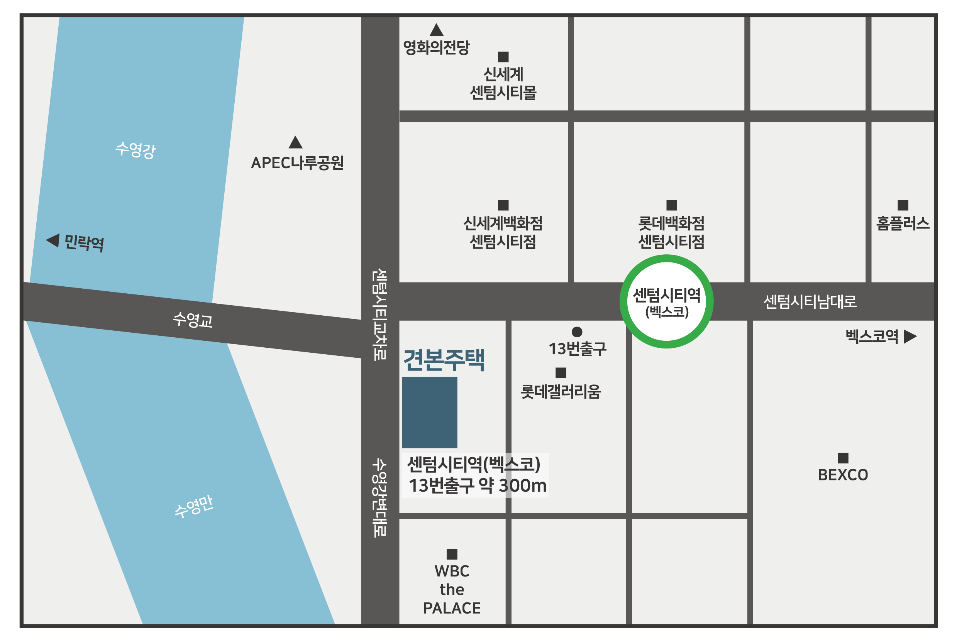 영화의전당
신세계
센텀시티몰
수영강
APEC나루공원
신세계백화점
센텀시티점
롯데백화점
센텀시티점
홈플러스
◀ 민락역
센텀시티교차로
센텀시티역
(벡스코)
센텀시티남대로
수영교
벡스코역 ▶
13번출구
견본주택
롯데갤러리움
센텀시티역(벡스코)
13번출구 약 300m
BEXCO
수영강변대로
수영만
WBC
the
PALACE